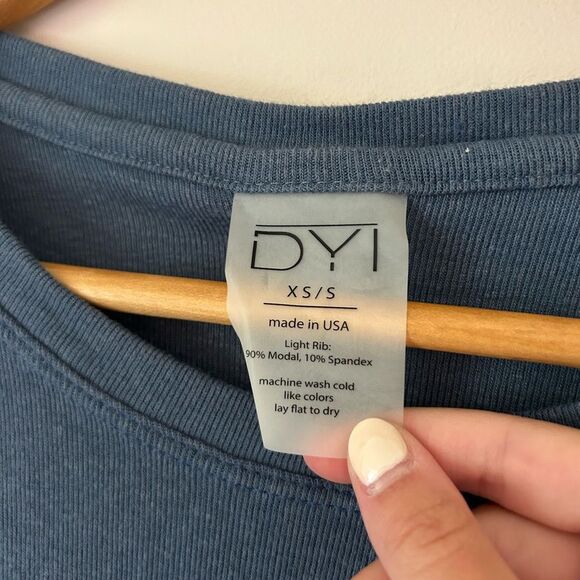 DYI
XS/S
made in USA
Light Rib:
90% Modal, 10% Spandex
machine wash cold
like colors
lay flat to dry